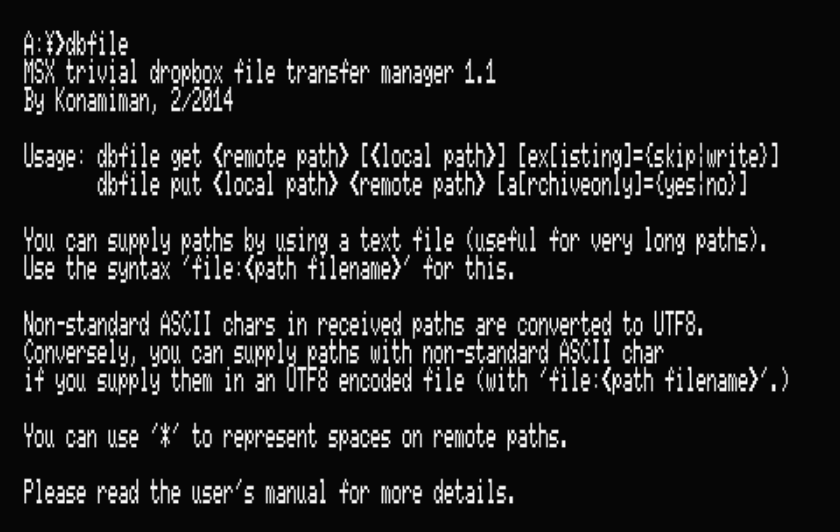 A:¥>dbfile
MSX trivial dropbox file transfer manager 1.1
By Konamiman, 2/2014
Usage: dbfile get <remote path> [<local path>] [ex[isting]={skip|write}]
dbfile put <local path> <remote path> [a[rchiveonly]={yes|no}]
You can supply paths by using a text file (useful for very long paths).
Use the syntax 'file:<path filename>' for this.
Non-standard ASCII chars in received paths are converted to UTF8.
Conversely, you can supply paths with non-standard ASCII char
if you supply them in an UTF8 encoded file (with 'file:<path filename>'.)
You can use '*' to represent spaces on remote paths.
Please read the user's manual for more details.